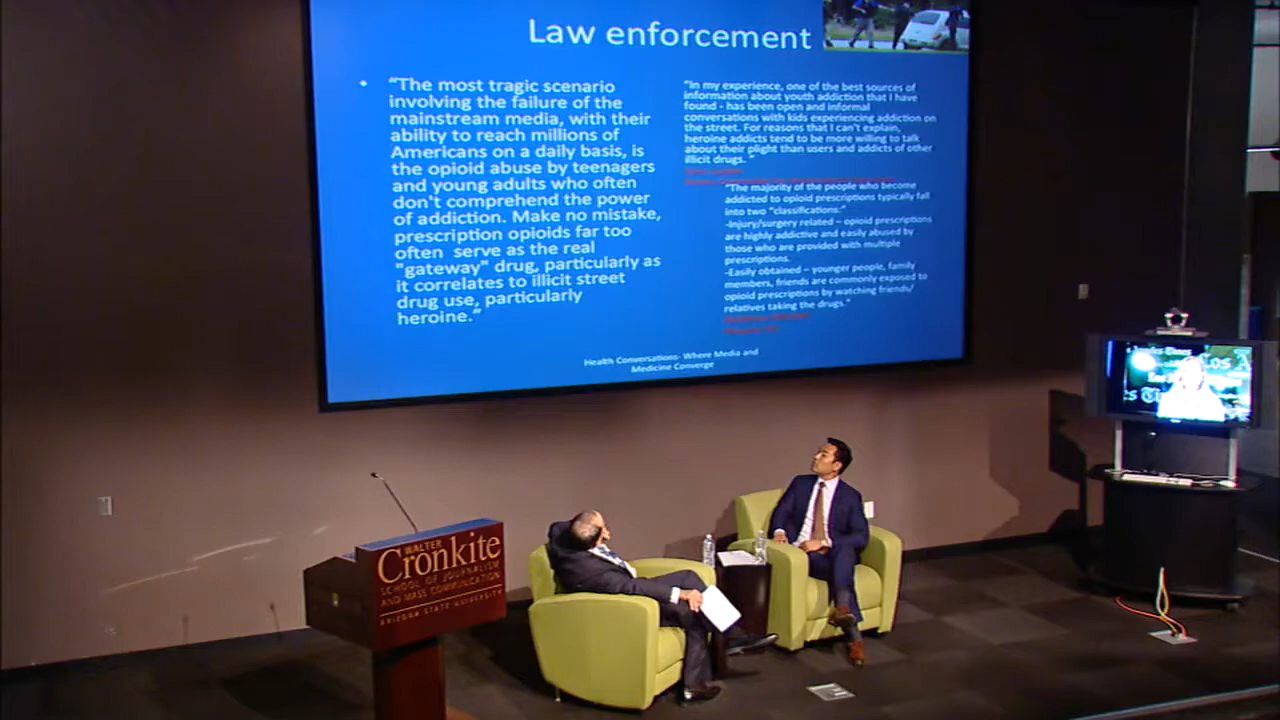 Law enforcement
• “The most tragic scenario
involving the failure of the
mainstream media, with their
ability to reach millions of
Americans on a daily basis, is
the opioid abuse by teenagers
and young adults who often
don't comprehend the power
of addiction. Make no mistake,
prescription opioids far too
often serve as the real
"gateway" drug, particularly as
it correlates to illicit street
drug use, particularly
heroine.“
"In my experience, one of the best sources of
information about youth addiction that I have
found - has been open and informal
conversations with kids experiencing addiction on
the street. For reasons that I can't explain,
heroine addicts tend to be more willing to talk
about their plight than users and addicts of other
illicit drugs. "
"The majority of the people who become
addicted to opioid prescriptions typically fall
into two "classifications:"
-Injury/surgery related – opioid prescriptions
are highly addictive and easily abused by
those who are provided with multiple
prescriptions.
-Easily obtained – younger people, family
members, friends are commonly exposed to
opioid prescriptions by watching friends/
relatives taking the drugs."
Health Conversations- Where Media and
Medicine Converge
WALTER
Cronkite
SCHOOL OF JOURNALISM
AND MASS COMMUNICATION
ARIZONA STATE UNIVERSITY
Times
LOS